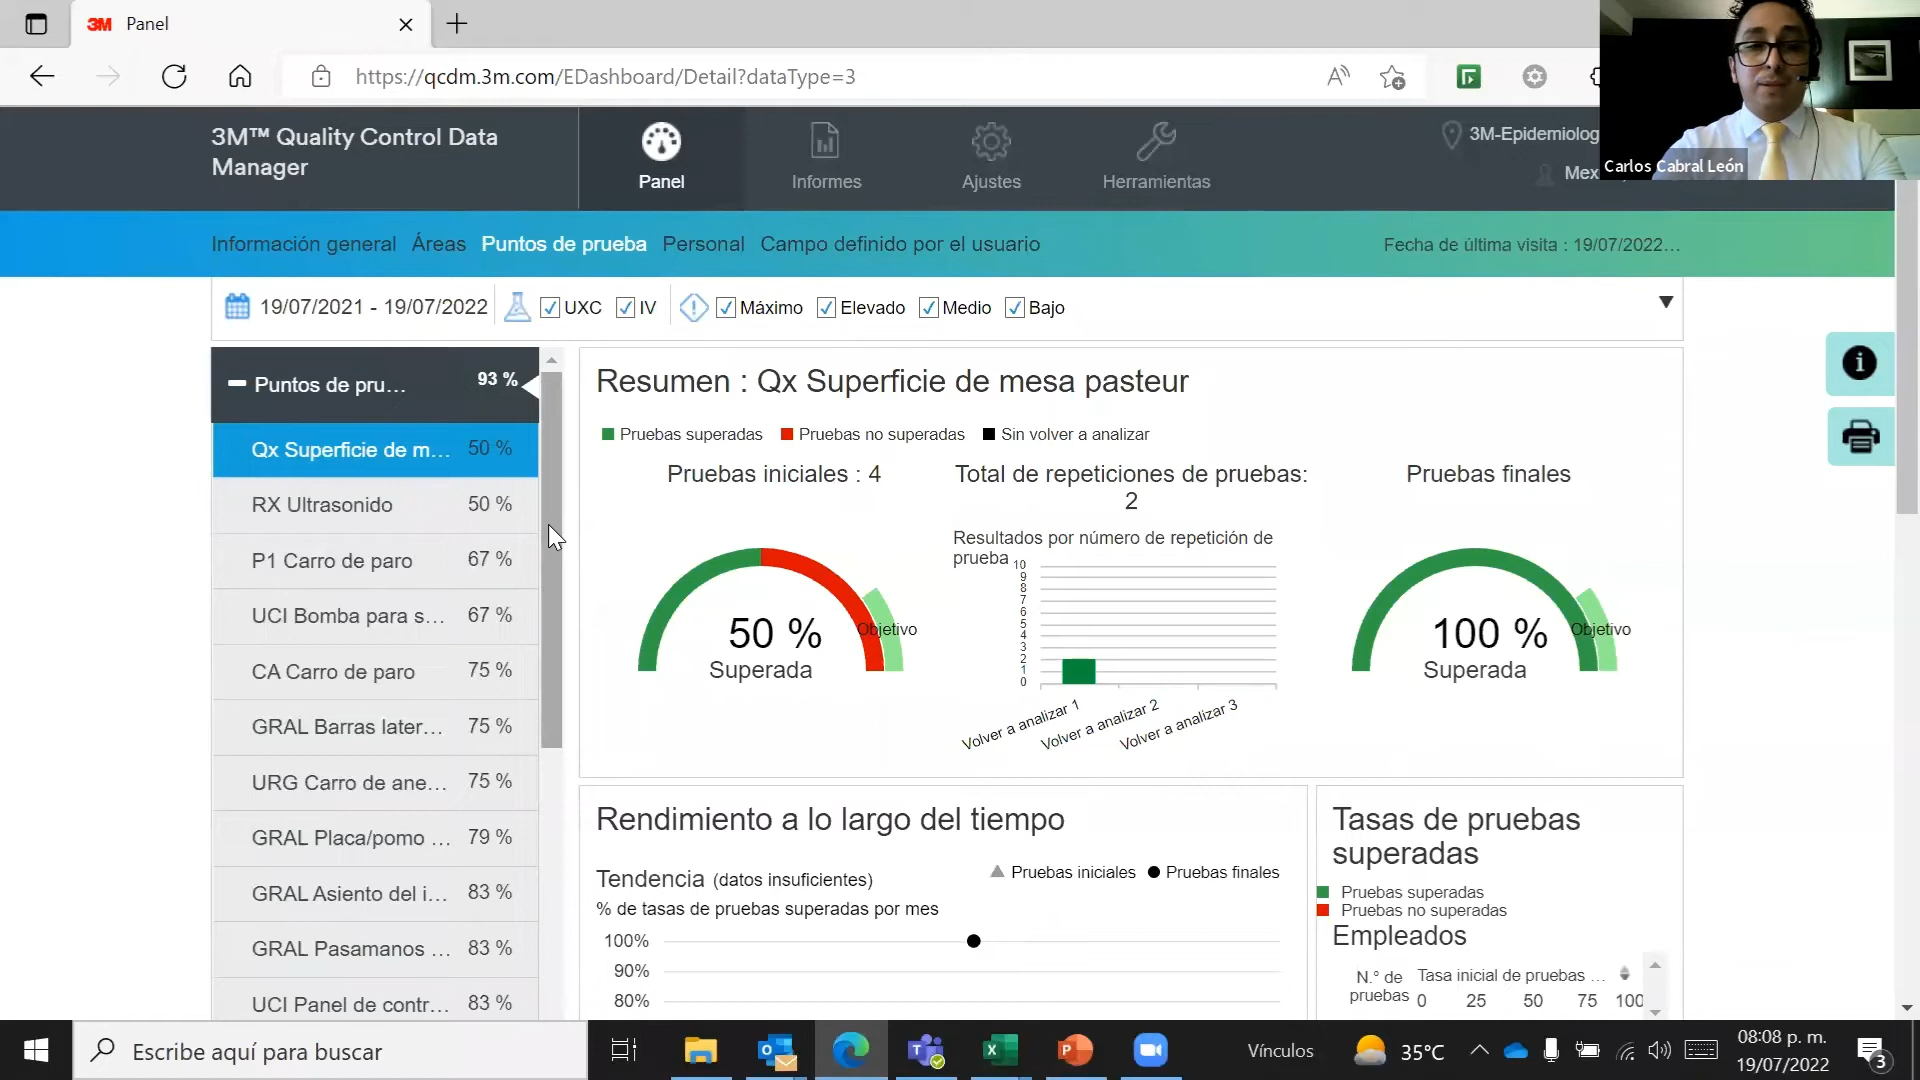 3M Panel
https://qcdm.3m.com/EDashboard/Detail?dataType=3
3M™ Quality Control Data
Manager
Panel
Informes
Ajustes
Herramientas
3M-Epidemiolog
Mex
Carlos Cabral León
Información general Áreas Puntos de prueba Personal Campo definido por el usuario
Fecha de última visita : 19/07/2022...
19/07/2021 - 19/07/2022 UXC IV Máximo Elevado Medio Bajo
Puntos de pru... 93 %
Qx Superficie de m... 50 %
RX Ultrasonido 50 %
P1 Carro de paro 67 %
UCI Bomba para s... 67 %
CA Carro de paro 75 %
GRAL Barras later... 75 %
URG Carro de ane... 75 %
GRAL Placa/pomo ... 79 %
GRAL Asiento del i... 83 %
GRAL Pasamanos ... 83 %
UCI Panel de contr... 83 %
Resumen : Qx Superficie de mesa pasteur
Pruebas superadas Pruebas no superadas Sin volver a analizar
Pruebas iniciales : 4
50 %
Superada
Objetivo
Total de repeticiones de pruebas:
2
Resultados por número de repetición de
prueba
10
9
8
7
6
5
4
3
2
1
0
Volver a analizar 1
Volver a analizar 2
Volver a analizar 3
Pruebas finales
100 %
Superada
Objetivo
Rendimiento a lo largo del tiempo
Tendencia (datos insuficientes)
Pruebas iniciales Pruebas finales
% de tasas de pruebas superadas por mes
100%
90%
80%
Tasas de pruebas
superadas
Pruebas superadas
Pruebas no superadas
Empleados
N.° de
pruebas
Tasa inicial de pruebas ...
0 25 50 75 100
Escribe aquí para buscar
Vínculos
35°C
08:08 p. m.
19/07/2022
3